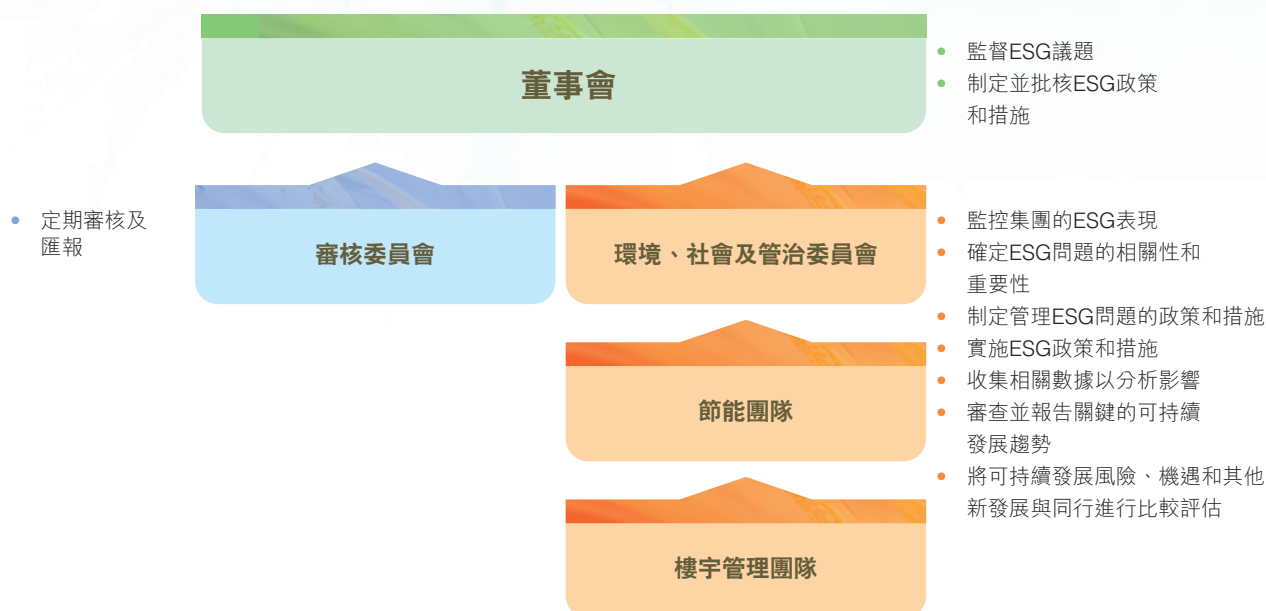 董事會
• 監督ESG議題
• 制定並批核ESG政策
和措施
• 定期審核及
匯報
審核委員會
環境、社會及管治委員會
節能團隊
樓宇管理團隊
• 監控集團的ESG表現
• 確定ESG問題的相關性和
重要性
• 制定管理ESG問題的政策和措施
• 實施ESG政策和措施
• 收集相關數據以分析影響
• 審查並報告關鍵的可持續
發展趨勢
• 將可持續發展風險、機遇和其他
新發展與同行進行比較評估